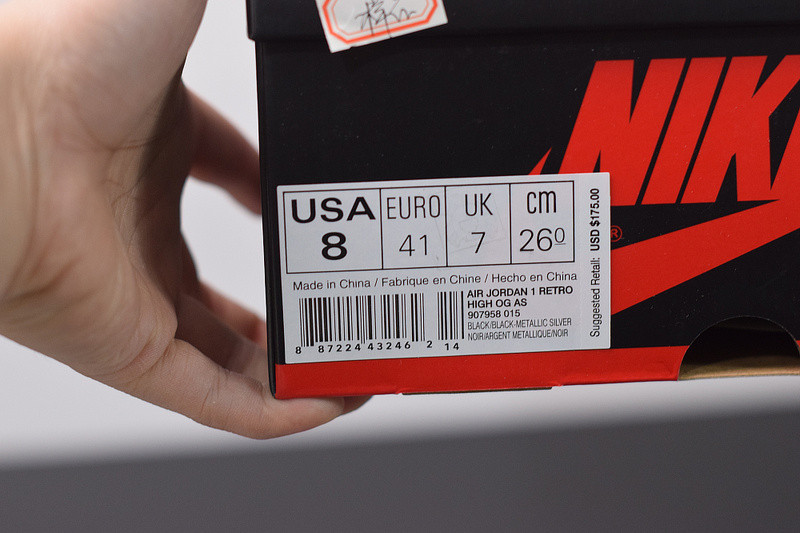 NIK
USA EURO UK cm
8 41 7 26.0
Made in China / Fabrique en Chine / Hecho en China
AIR JORDAN 1 RETRO
HIGH OG AS
907958 015
BLACK/BLACK-METALLIC SILVER
NOIR/ARGENT METALLIQUE/NOIR
8 87224 43246 2 14
Suggested Retail: USD $175.00
®